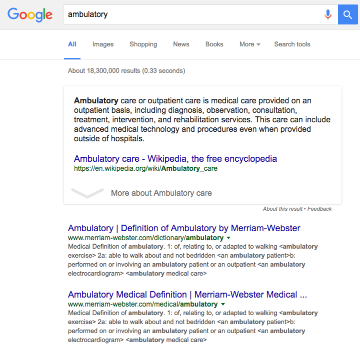 Google
ambulatory
All Images Shopping News Books More ▾ Search tools
About 18,300,000 results (0.33 seconds)
Ambulatory care or outpatient care is medical care provided on an
outpatient basis, including diagnosis, observation, consultation,
treatment, intervention, and rehabilitation services. This care can include
advanced medical technology and procedures even when provided
outside of hospitals.
Ambulatory care - Wikipedia, the free encyclopedia
https://en.wikipedia.org/wiki/Ambulatory_care
More about Ambulatory care
About this result • Feedback
Ambulatory | Definition of Ambulatory by Merriam-Webster
www.merriam-webster.com/dictionary/ambulatory ▾
Medical Definition of ambulatory. 1: of, relating to, or adapted to walking <ambulatory
exercise> 2a: able to walk about and not bedridden <an ambulatory patient>b:
performed on or involving an ambulatory patient or an outpatient <an ambulatory
electrocardiogram> <ambulatory medical care>
Ambulatory Medical Definition | Merriam-Webster Medical ...
www.merriam-webster.com/medical/ambulatory ▾
Medical Definition of ambulatory. 1: of, relating to, or adapted to walking <ambulatory
exercise> 2a: able to walk about and not bedridden <an ambulatory patient>b:
performed on or involving an ambulatory patient or an outpatient <an ambulatory
electrocardiogram> <ambulatory medical care>